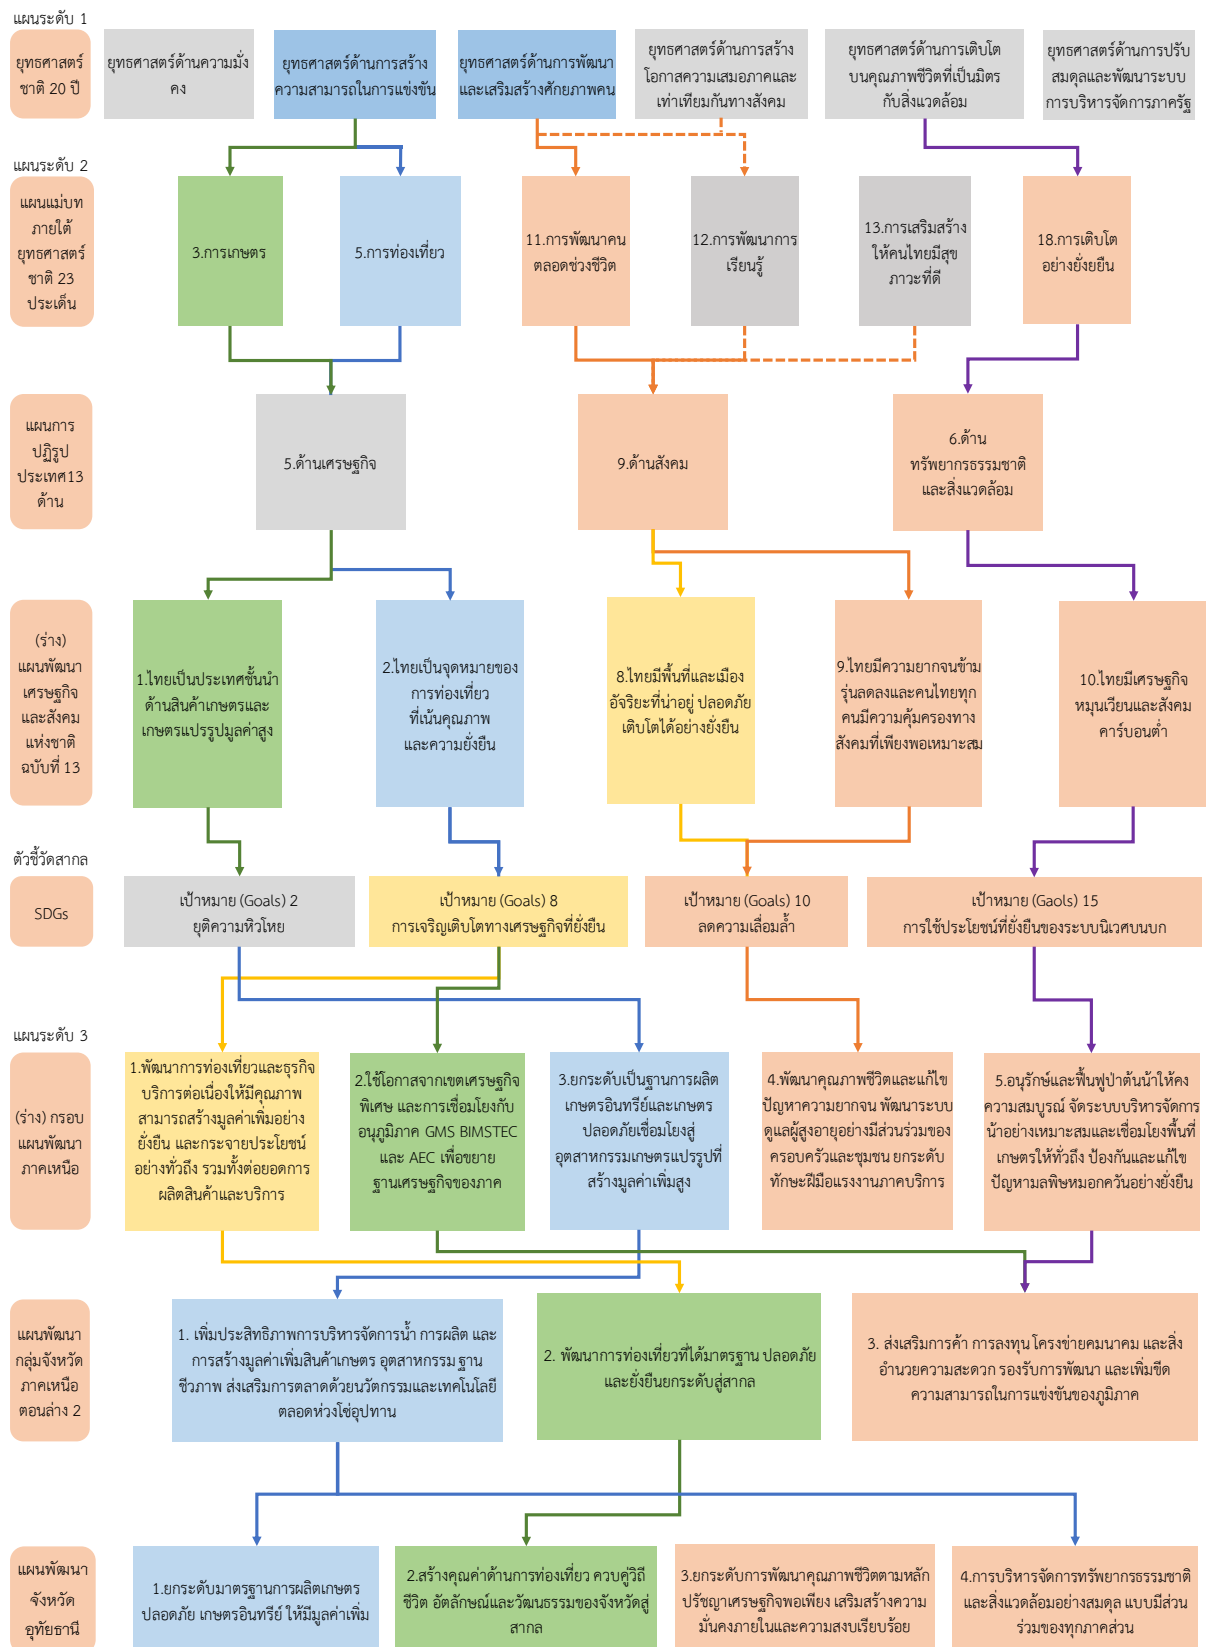 แผนระดับ 1
ยุทธศาสตร์
ชาติ 20 ปี
ยุทธศาสตร์ด้านความมั่ง
คง
ยุทธศาสตร์ด้านการสร้าง
ความสามารถในการแข่งขัน
ยุทธศาสตร์ด้านการพัฒนา
และเสริมสร้างศักยภาพคน
ยุทธศาสตร์ด้านการสร้าง
โอกาสความเสมอภาคและ
เท่าเทียมกันทางสังคม
ยุทธศาสตร์ด้านการเติบโต
บนคุณภาพชีวิตที่เป็นมิตร
กับสิ่งแวดล้อม
ยุทธศาสตร์ด้านการปรับ
สมดุลและพัฒนาระบบ
การบริหารจัดการภาครัฐ
แผนระดับ 2
แผนแม่บท
ภายใต้
ยุทธศาสตร์
ชาติ 23
ประเด็น
3.การเกษตร
5.การท่องเที่ยว
11.การพัฒนาคน
ตลอดช่วงชีวิต
12.การพัฒนาการ
เรียนรู้
13.การเสริมสร้าง
ให้คนไทยมีสุข
ภาวะที่ดี
18.การเติบโต
อย่างยั่งยยืน
แผนการ
ปฏิรูป
ประเทศ13
ด้าน
5.ด้านเศรษฐกิจ
9.ด้านสังคม
6.ด้าน
ทรัพยากรธรรมชาติ
และสิ่งแวดล้อม
(ร่าง)
แผนพัฒนา
เศรษฐกิจ
และสังคม
แห่งชาติ
ฉบับที่ 13
1.ไทยเป็นประเทศชั้นนำ
ด้านสินค้าเกษตรและ
เกษตรแปรรูปมูลค่าสูง
2.ไทยเป็นจุดหมายของ
การท่องเที่ยว
ที่เน้นคุณภาพ
และความยั่งยืน
8.ไทยมีพื้นที่และเมือง
อัจริยะที่น่าอยู่ ปลอดภัย
เติบโตได้อย่างยั่งยืน
9.ไทยมีความยากจนข้าม
รุ่นลดลงและคนไทยทุก
คนมีความคุ้มครองทาง
สังคมที่เพียงพอเหมาะสม
10.ไทยมีเศรษฐกิจ
หมุนเวียนและสังคม
คาร์บอนต่ำ
ตัวชี้วัดสากล
SDGs
เป้าหมาย (Goals) 2
ยุติความหิวโหย
เป้าหมาย (Goals) 8
การเจริญเติบโตทางเศรษฐกิจที่ยั่งยืน
เป้าหมาย (Goals) 10
ลดความเลื่อมล้ำ
เป้าหมาย (Gaols) 15
การใช้ประโยชน์ที่ยั่งยืนของระบบนิเวศบนบก
แผนระดับ 3
(ร่าง) กรอบ
แผนพัฒนา
ภาคเหนือ
1.พัฒนาการท่องเที่ยวและธุรกิจ
บริการต่อเนื่องให้มีคุณภาพ
สามารถสร้างมูลค่าเพิ่มอย่าง
ยั่งยืน และกระจายประโยชน์
อย่างทั่วถึง รวมทั้งต่อยอดการ
ผลิตสินค้าและบริการ
2.ใช้โอกาสจากเขตเศรษฐกิจ
พิเศษ และการเชื่อมโยงกับ
อนุภูมิภาค GMS BIMSTEC
และ AEC เพื่อขยาย
ฐานเศรษฐกิจของภาค
3.ยกระดับเป็นฐานการผลิต
เกษตรอินทรีย์และเกษตร
ปลอดภัยเชื่อมโยงสู่
อุตสาหกรรมเกษตรแปรรูปที่
สร้างมูลค่าเพิ่มสูง
4.พัฒนาคุณภาพชีวิตและแก้ไข
ปัญหาความยากจน พัฒนาระบบ
ดูแลผู้สูงอายุอย่างมีส่วนร่วมของ
ครอบครัวและชุมชน ยกระดับ
ทักษะฝีมือแรงงานภาคบริการ
5.อนุรักษ์และฟื้นฟูป่าต้นน้ำให้คง
ความสมบูรณ์ จัดระบบบริหารจัดการ
น้ำอย่างเหมาะสมและเชื่อมโยงพื้นที่
เกษตรให้ทั่วถึง ป้องกันและแก้ไข
ปัญหามลพิษหมอกควันอย่างยั่งยืน
แผนพัฒนา
กลุ่มจังหวัด
ภาคเหนือ
ตอนล่าง 2
1. เพิ่มประสิทธิภาพการบริหารจัดการน้ำ การผลิต และ
การสร้างมูลค่าเพิ่มสินค้าเกษตร อุตสาหกรรม ฐาน
ชีวภาพ ส่งเสริมการตลาดด้วยนวัตกรรมและเทคโนโลยี
ตลอดห่วงโซ่อุปทาน
2. พัฒนาการท่องเที่ยวที่ได้มาตรฐาน ปลอดภัย
และยั่งยืนยกระดับสู่สากล
3. ส่งเสริมการค้า การลงทุน โครงข่ายคมนาคม และสิ่ง
อำนวยความสะดวก รองรับการพัฒนา และเพิ่มขีด
ความสามารถในการแข่งขันของภูมิภาค
แผนพัฒนา
จังหวัด
อุทัยธานี
1.ยกระดับมาตรฐานการผลิตเกษตร
ปลอดภัย เกษตรอินทรีย์ ให้มีมูลค่าเพิ่ม
2.สร้างคุณค่าด้านการท่องเที่ยว ควบคู่วิถี
ชีวิต อัตลักษณ์และวัฒนธรรมของจังหวัดสู่
สากล
3.ยกระดับการพัฒนาคุณภาพชีวิตตามหลัก
ปรัชญาเศรษฐกิจพอเพียง เสริมสร้างความ
มั่นคงภายในและความสงบเรียบร้อย
4.การบริหารจัดการทรัพยากรธรรมชาติ
และสิ่งแวดล้อมอย่างสมดุล แบบมีส่วน
ร่วมของทุกภาคส่วน